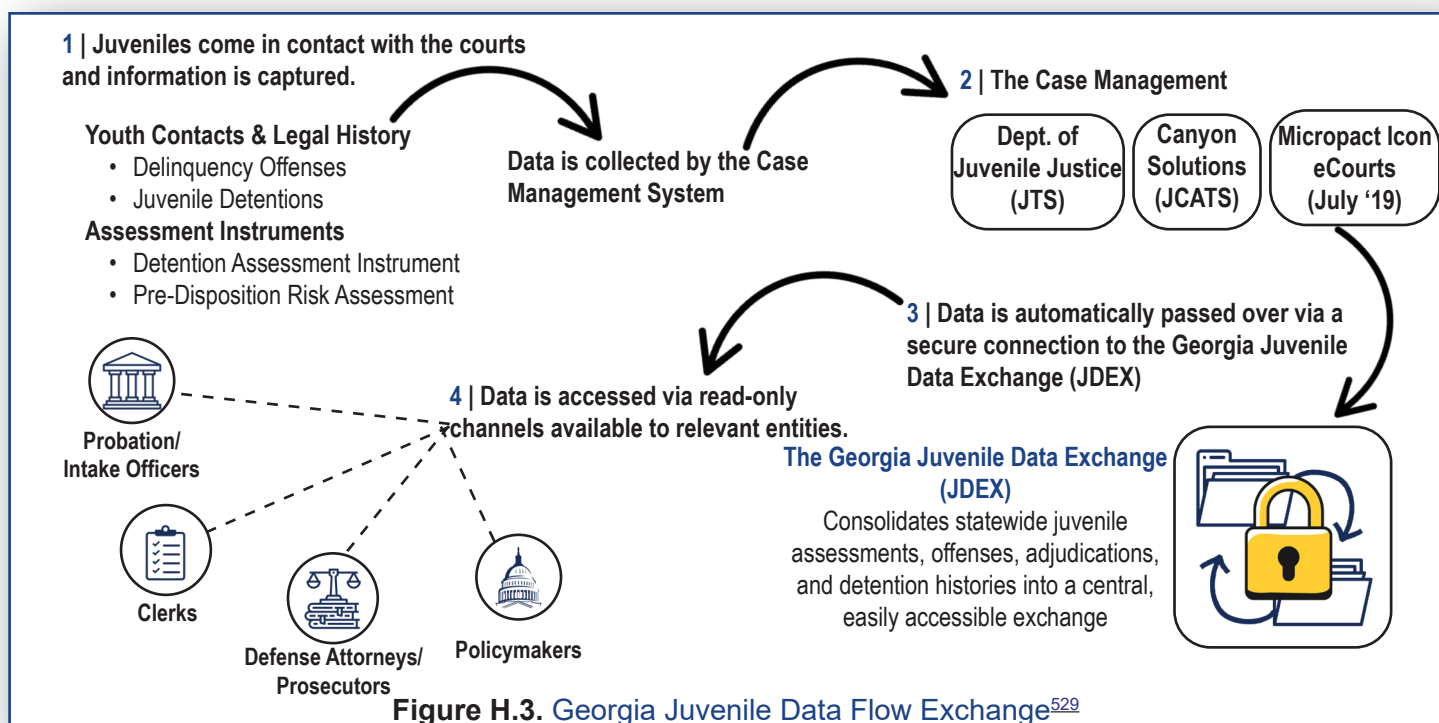 1 | Juveniles come in contact with the courts
and information is captured.
Youth Contacts & Legal History
• Delinquency Offenses
• Juvenile Detentions
Assessment Instruments
• Detention Assessment Instrument
• Pre-Disposition Risk Assessment
Data is collected by the Case
Management System
2 | The Case Management
Dept. of
Juvenile Justice
(JTS)
Canyon
Solutions
(JCATS)
Micropact Icon
eCourts
(July ‘19)
3 | Data is automatically passed over via a
secure connection to the Georgia Juvenile
Data Exchange (JDEX)
4 | Data is accessed via read-only
channels available to relevant entities.
Probation/
Intake Officers
Clerks
Defense Attorneys/
Prosecutors
Policymakers
The Georgia Juvenile Data Exchange
(JDEX)
Consolidates statewide juvenile
assessments, offenses, adjudications,
and detention histories into a central,
easily accessible exchange
Figure H.3. Georgia Juvenile Data Flow Exchange529